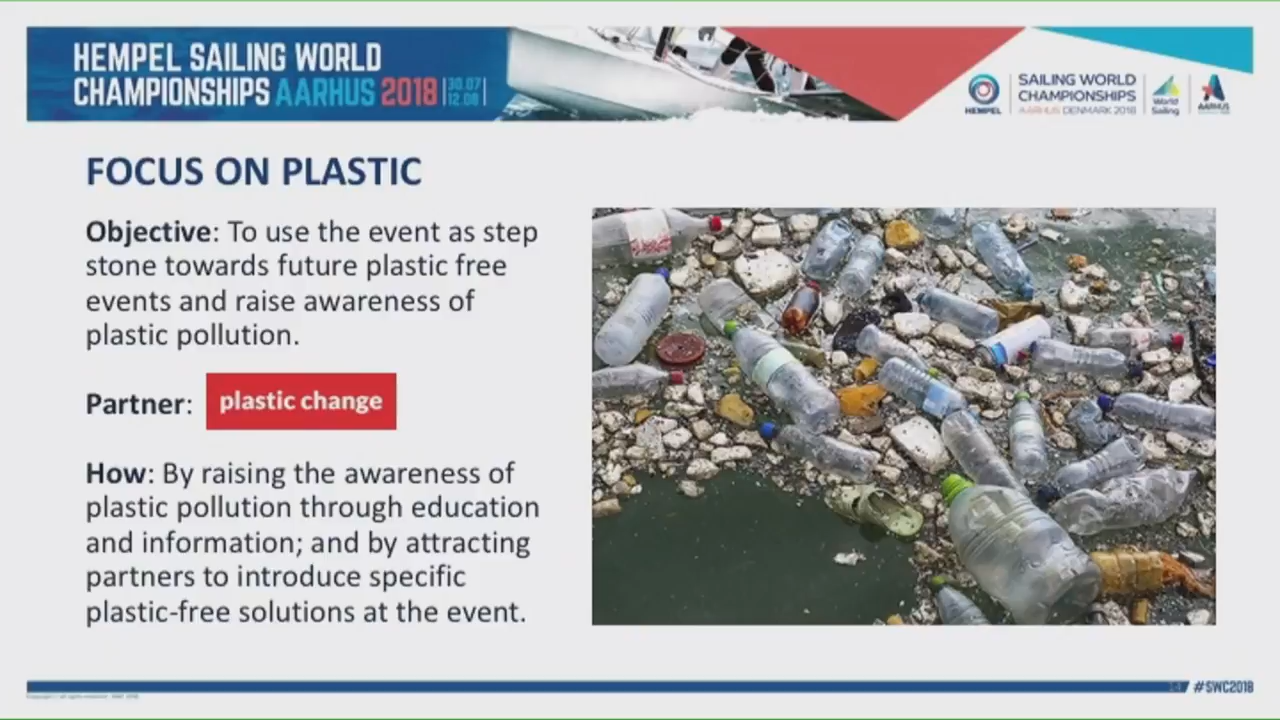 HEMPEL SAILING WORLD
CHAMPIONSHIPS AARHUS 2018 30.07
12.08
HEMPEL
SAILING WORLD
CHAMPIONSHIPS
AARHUS DENMARK 2018
World
Sailing
AARHUS
FOCUS ON PLASTIC
Objective: To use the event as step
stone towards future plastic free
events and raise awareness of
plastic pollution.
Partner: plastic change
How: By raising the awareness of
plastic pollution through education
and information; and by attracting
partners to introduce specific
plastic-free solutions at the event.
#SWC2018